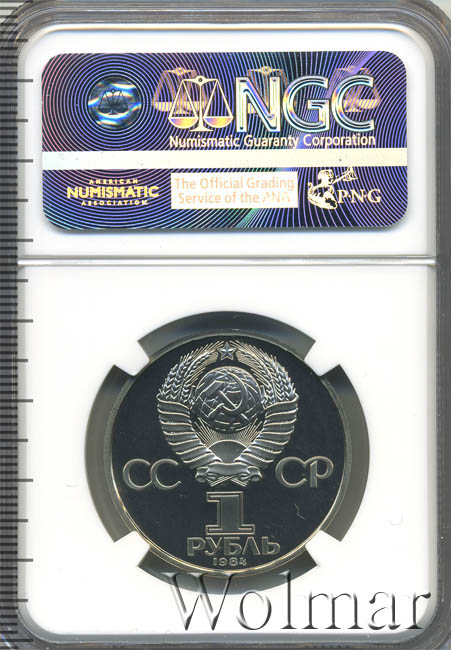 NGC
Numismatic Guaranty Corporation
AMERICAN
NUMISMATIC
ASSOCIATION
The Official Grading
Service of the ANA
PNG
СС СР
1
РУБЛЬ
1984
Wolmar